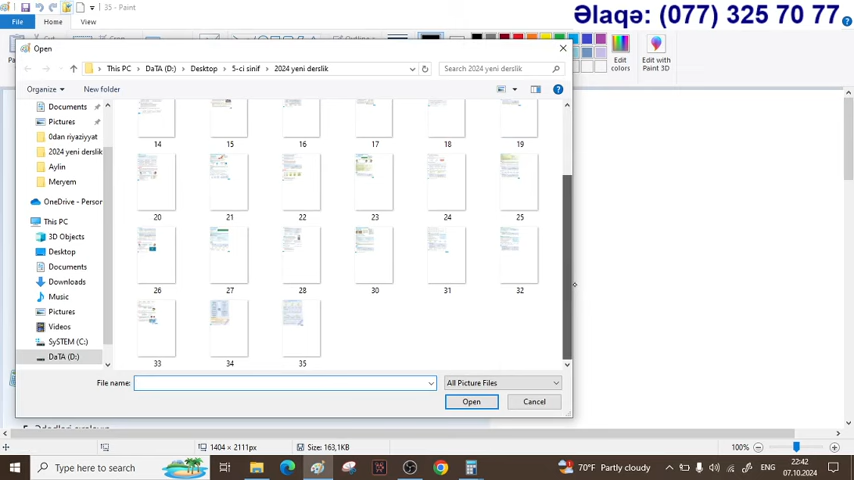 35 - Paint
Əlaqə: (077) 325 70 77
File
Home
View
Edit colors
Edit with Paint 3D
Open
This PC > DaTA (D:) > Desktop > 5-ci sinif > 2024 yeni derslik
Search 2024 yeni derslik
Organize
New folder
Documents
Pictures
0dan riyaziyyat
2024 yeni derslik
Aylin
Meryem
OneDrive - Person
This PC
3D Objects
Desktop
Documents
Downloads
Music
Pictures
Videos
SySTEM (C:)
DaTA (D:)
14 15 16 17 18 19
20 21 22 23 24 25
26 27 28 30 31 32
33 34 35
File name:
All Picture Files
Open
Cancel
1404 × 2111px
Size: 163,1KB
100%
Type here to search
70°F Partly cloudy
ENG
22:42
07.10.2024